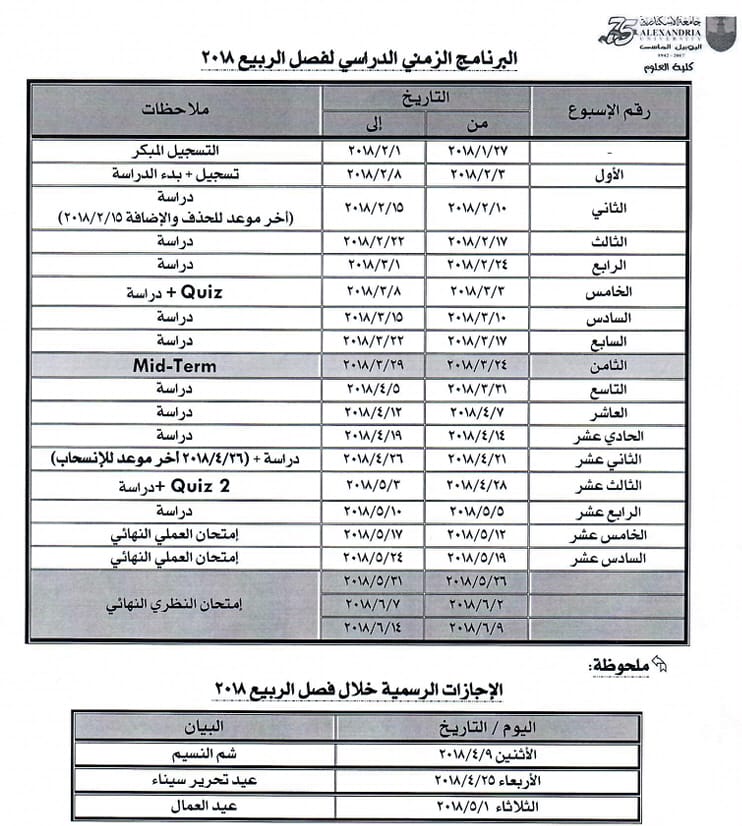 جامعة الإسكندرية
75 ALEXANDRIA
UNIVERSITY
اليوبيل الماسى
1942 - 2017
كلية العلوم
البرنامج الزمني الدراسي لفصل الربيع ٢٠١٨
رقم الإسبوع التاريخ ملاحظات
من إلى
- ٢٠١٨/١/٢٧ ٢٠١٨/٢/١ التسجيل المبكر
الأول ٢٠١٨/٢/٣ ٢٠١٨/٢/٨ تسجيل + بدء الدراسة
الثاني ٢٠١٨/٢/١٠ ٢٠١٨/٢/١٥ دراسة
(أخر موعد للحذف والإضافة ٢٠١٨/٢/١٥)
الثالث ٢٠١٨/٢/١٧ ٢٠١٨/٢/٢٢ دراسة
الرابع ٢٠١٨/٢/٢٤ ٢٠١٨/٣/١ دراسة
الخامس ٢٠١٨/٣/٣ ٢٠١٨/٣/٨ Quiz + دراسة
السادس ٢٠١٨/٣/١٠ ٢٠١٨/٣/١٥ دراسة
السابع ٢٠١٨/٣/١٧ ٢٠١٨/٣/٢٢ دراسة
الثامن ٢٠١٨/٣/٢٤ ٢٠١٨/٣/٢٩ Mid-Term
التاسع ٢٠١٨/٣/٣١ ٢٠١٨/٤/٥ دراسة
العاشر ٢٠١٨/٤/٧ ٢٠١٨/٤/١٢ دراسة
الحادي عشر ٢٠١٨/٤/١٤ ٢٠١٨/٤/١٩ دراسة
الثاني عشر ٢٠١٨/٤/٢١ ٢٠١٨/٤/٢٦ دراسة + (٢٠١٨/٤/٢٦ أخر موعد للإنسحاب)
الثالث عشر ٢٠١٨/٤/٢٨ ٢٠١٨/٥/٣ Quiz 2 +دراسة
الرابع عشر ٢٠١٨/٥/٥ ٢٠١٨/٥/١٠ دراسة
الخامس عشر ٢٠١٨/٥/١٢ ٢٠١٨/٥/١٧ إمتحان العملي النهائي
السادس عشر ٢٠١٨/٥/١٩ ٢٠١٨/٥/٢٤ إمتحان العملي النهائي
٢٠١٨/٥/٢٦ ٢٠١٨/٥/٣١
٢٠١٨/٦/٢ ٢٠١٨/٦/٧ إمتحان النظري النهائي
٢٠١٨/٦/٩ ٢٠١٨/٦/١٤
ملحوظة:
الإجازات الرسمية خلال فصل الربيع ٢٠١٨
اليوم / التاريخ البيان
الأثنين ٢٠١٨/٤/٩ شم النسيم
الأربعاء ٢٠١٨/٤/٢٥ عيد تحرير سيناء
الثلاثاء ٢٠١٨/٥/١ عيد العمال